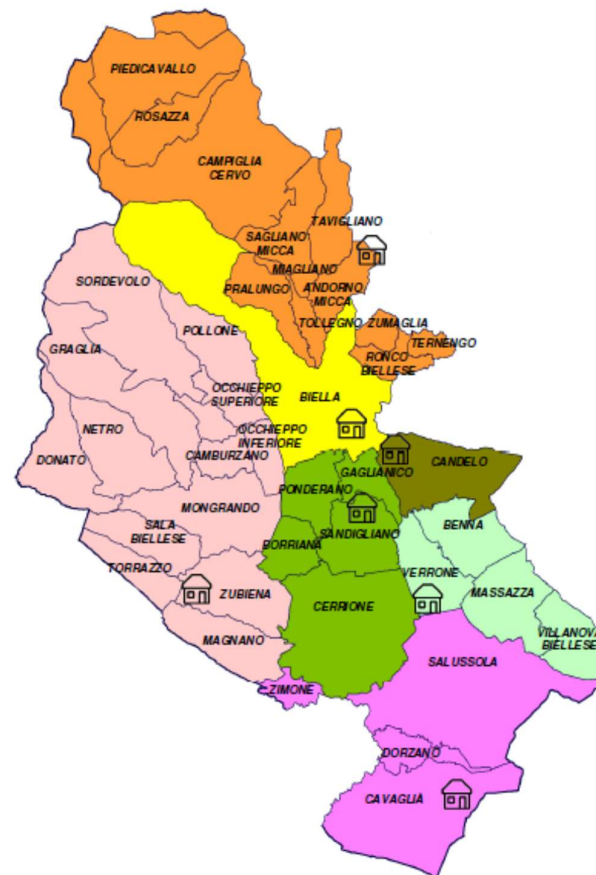 PIEDICAVALLO
ROSAZZA
CAMPIGLIA
CERVO
TAVIGLIANO
SAGLIANO
MICCA
MIAGLIANO
PRALUNGO
ANDORNO
MICCA
SORDEVOLO
TOLLEGNO
ZUMAGLIA
POLLONE
TERNENGO
GRAGLIA
RONCO
BIELLESE
OCCHIEPPO
SUPERIORE
BIELLA
NETRO
OCCHIEPPO
INFERIORE
DONATO
CAMBURZANO
GAGLIANICO
CANDELO
PONDERANO
MONGRANDO
SALA
BIELLESE
BENNA
SANDIGLIANO
BORRIANA
TORRAZZO
VERRONE
ZUBIENA
MASSAZZA
CERRIONE
MAGNANO
VILLANOVA
BIELLESE
SALUSSOLA
ZIMONE
DORZANO
CAVAGLIÀ